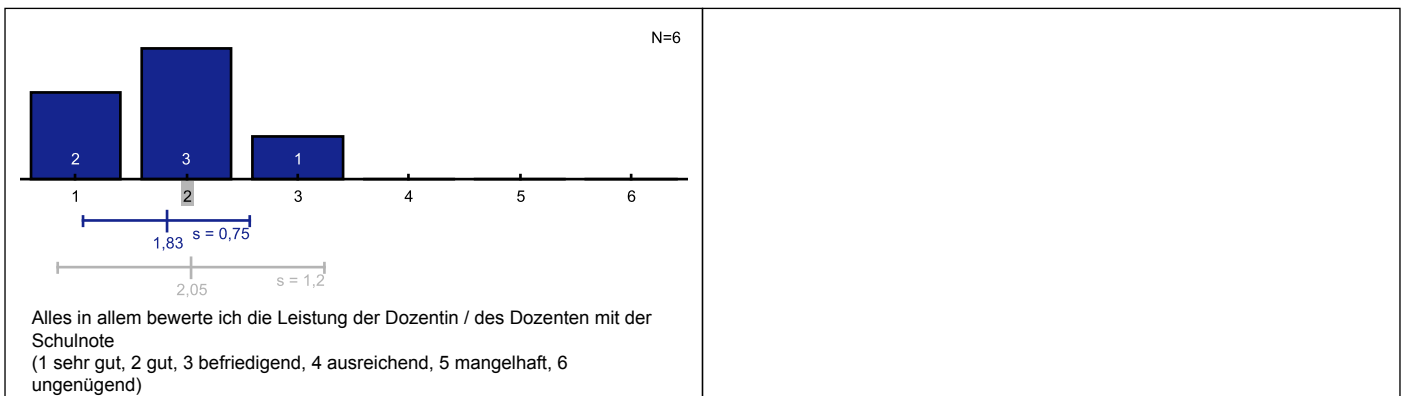 N=6
2 3 1
1 2 3 4 5 6
1,83 s = 0,75
2,05 s = 1,2
Alles in allem bewerte ich die Leistung der Dozentin / des Dozenten mit der
Schulnote
(1 sehr gut, 2 gut, 3 befriedigend, 4 ausreichend, 5 mangelhaft, 6
ungenügend)